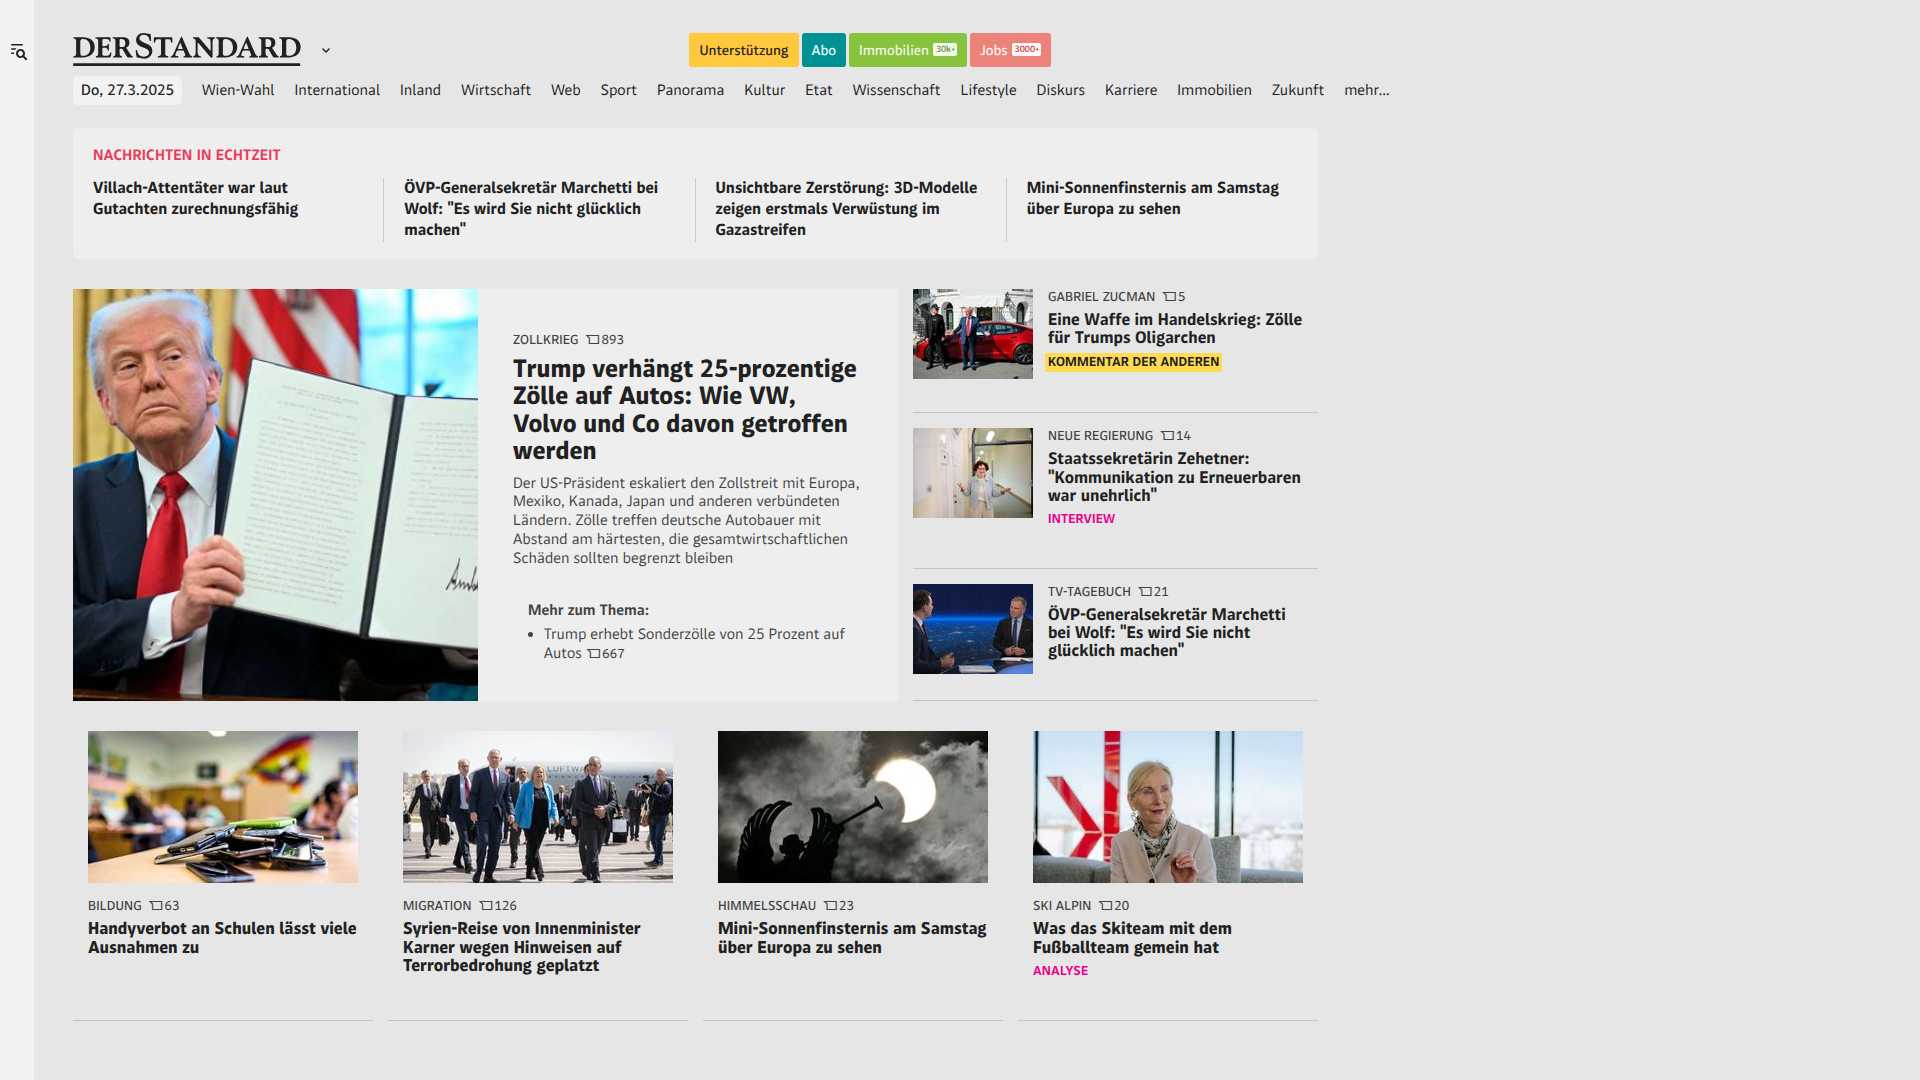 DERSTANDARD
Unterstützung
Abo
Immobilien 30k+
Jobs 3000+
Do, 27.3.2025
Wien-Wahl
International
Inland
Wirtschaft
Web
Sport
Panorama
Kultur
Etat
Wissenschaft
Lifestyle
Diskurs
Karriere
Immobilien
Zukunft
mehr...
NACHRICHTEN IN ECHTZEIT
Villach-Attentäter war laut
Gutachten zurechnungsfähig
ÖVP-Generalsekretär Marchetti bei
Wolf: "Es wird Sie nicht glücklich
machen"
Unsichtbare Zerstörung: 3D-Modelle
zeigen erstmals Verwüstung im
Gazastreifen
Mini-Sonnenfinsternis am Samstag
über Europa zu sehen
ZOLLKRIEG 893
Trump verhängt 25-prozentige
Zölle auf Autos: Wie VW,
Volvo und Co davon getroffen
werden
Der US-Präsident eskaliert den Zollstreit mit Europa,
Mexiko, Kanada, Japan und anderen verbündeten
Ländern. Zölle treffen deutsche Autobauer mit
Abstand am härtesten, die gesamtwirtschaftlichen
Schäden sollten begrenzt bleiben
Mehr zum Thema:
• Trump erhebt Sonderzölle von 25 Prozent auf
Autos 667
GABRIEL ZUCMAN 5
Eine Waffe im Handelskrieg: Zölle
für Trumps Oligarchen
KOMMENTAR DER ANDEREN
NEUE REGIERUNG 14
Staatssekretärin Zehetner:
"Kommunikation zu Erneuerbaren
war unehrlich"
INTERVIEW
TV-TAGEBUCH 21
ÖVP-Generalsekretär Marchetti
bei Wolf: "Es wird Sie nicht
glücklich machen"
BILDUNG 63
Handyverbot an Schulen lässt viele
Ausnahmen zu
LUFTWA
MIGRATION 126
Syrien-Reise von Innenminister
Karner wegen Hinweisen auf
Terrorbedrohung geplatzt
HIMMELSSCHAU 23
Mini-Sonnenfinsternis am Samstag
über Europa zu sehen
SKI ALPIN 20
Was das Skiteam mit dem
Fußballteam gemein hat
ANALYSE